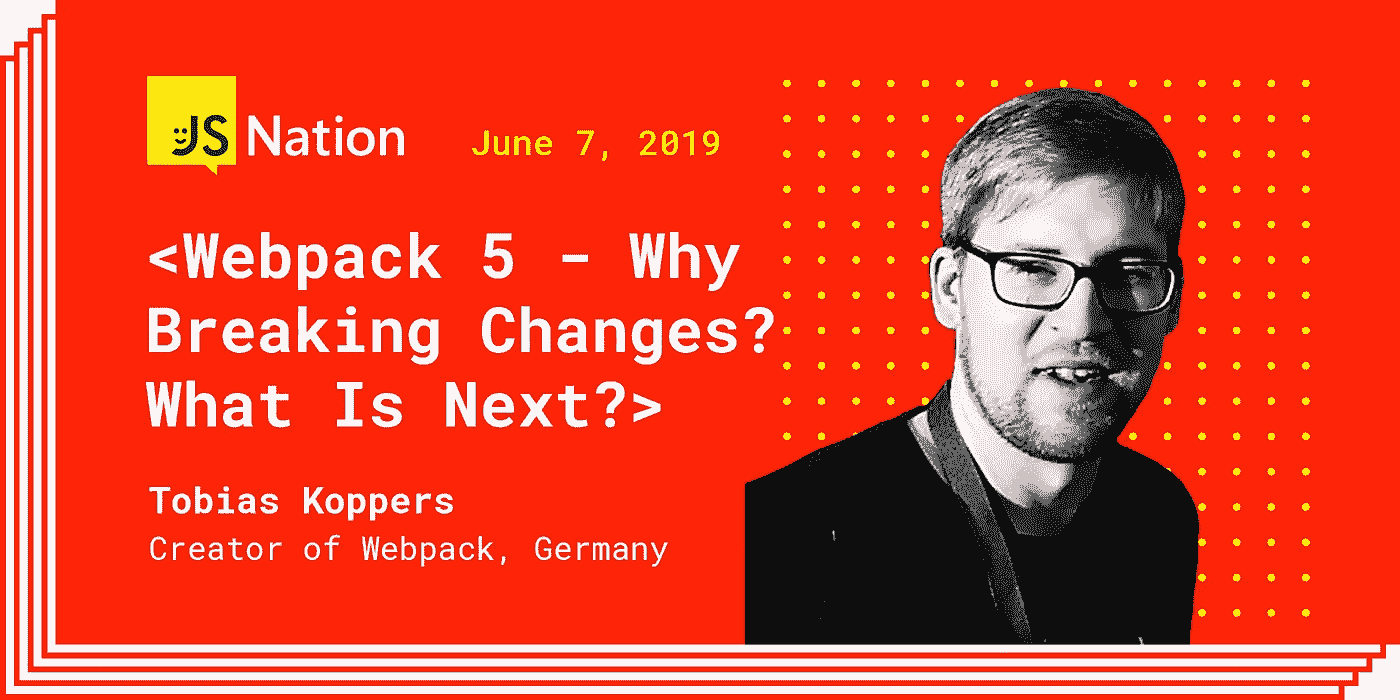 JS Nation
June 7, 2019
<Webpack 5 - Why
Breaking Changes?
What Is Next?>
Tobias Koppers
Creator of Webpack, Germany